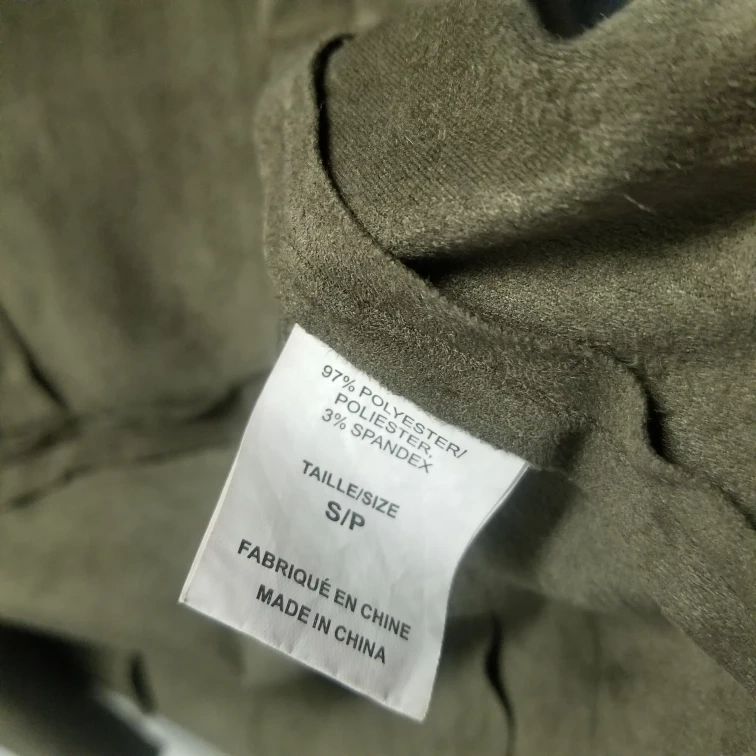 97% POLYESTER/
POLIESTER.
3% SPANDEX
TAILLE/SIZE
S/P
FABRIQUÉ EN CHINE
MADE IN CHINA